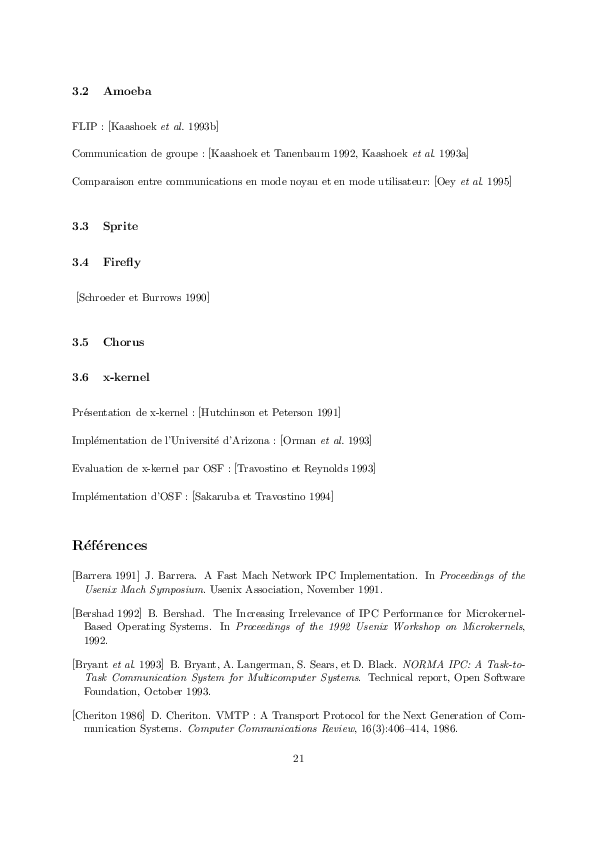 3.2 Amoeba
FLIP : [Kaashoek et al. 1993b]
Communication de groupe : [Kaashoek et Tanenbaum 1992, Kaashoek et al. 1993a]
Comparaison entre communications en mode noyau et en mode utilisateur: [Oey et al. 1995]
3.3 Sprite
3.4 Firefly
[Schroeder et Burrows 1990]
3.5 Chorus
3.6 x-kernel
Présentation de x-kernel : [Hutchinson et Peterson 1991]
Implémentation de l'Université d'Arizona : [Orman et al. 1993]
Evaluation de x-kernel par OSF : [Travostino et Reynolds 1993]
Implémentation d'OSF : [Sakaruba et Travostino 1994]
Références
[Barrera 1991] J. Barrera. A Fast Mach Network IPC Implementation. In Proceedings of the
Usenix Mach Symposium. Usenix Association, November 1991.
[Bershad 1992] B. Bershad. The Increasing Irrelevance of IPC Performance for Microkernel-
Based Operating Systems. In Proceedings of the 1992 Usenix Workshop on Microkernels,
1992.
[Bryant et al. 1993] B. Bryant, A. Langerman, S. Sears, et D. Black. NORMA IPC: A Task-to-
Task Communication System for Multicomputer Systems. Technical report, Open Software
Foundation, October 1993.
[Cheriton 1986] D. Cheriton. VMTP : A Transport Protocol for the Next Generation of Com-
munication Systems. Computer Communications Review, 16(3):406–414, 1986.
21